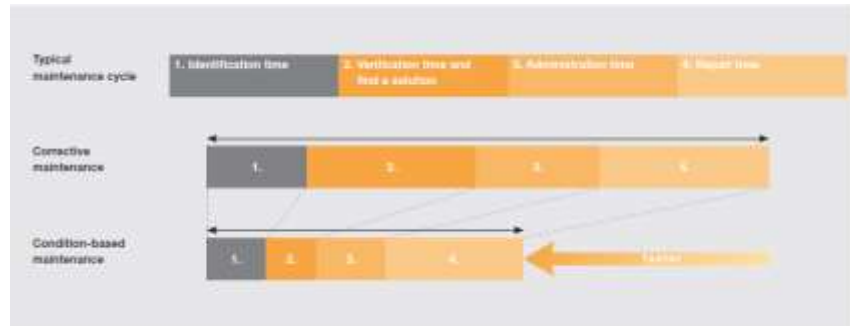 Typical
maintenance cycle
1. Identification time
2. Verification time and
find a solution
3. Administration time
4. Repair time
Corrective
maintenance
1.
2.
3.
4.
Condition-based
maintenance
1.
2.
3.
4.
Faster